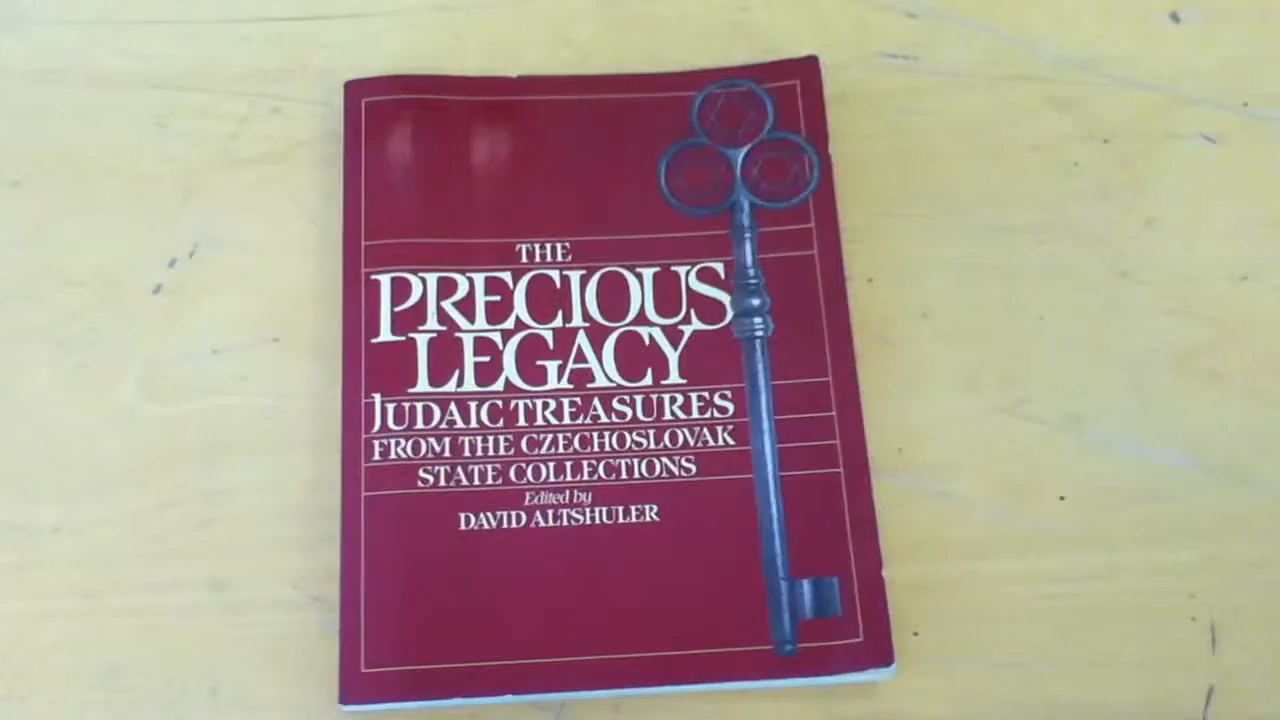 THE
PRECIOUS
LEGACY
JUDAIC TREASURES
FROM THE CZECHOSLOVAK
STATE COLLECTIONS
Edited by
DAVID ALTSHULER